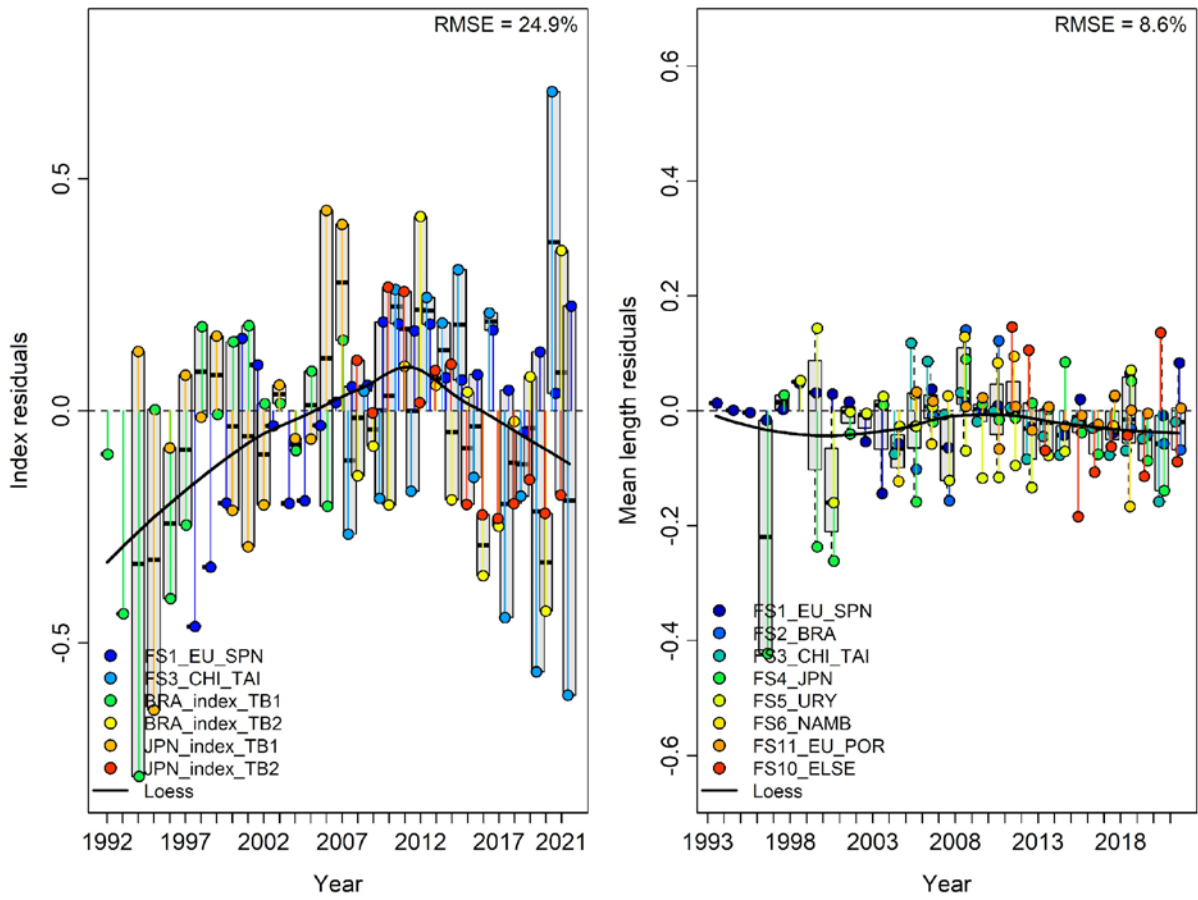 RMSE = 24.9%
Index residuals
0.5
0.0
-0.5
FS1_EU_SPN
FS3_CHI_TAI
BRA_index_TB1
BRA_index_TB2
JPN_index_TB1
JPN_index_TB2
Loess
1992 1997 2002 2007 2012 2017 2021
Year
RMSE = 8.6%
Mean length residuals
0.6
0.4
0.2
0.0
-0.2
-0.4
-0.6
FS1_EU_SPN
FS2_BRA
FS3_CHI_TAI
FS4_JPN
FS5_URY
FS6_NAMB
FS11_EU_POR
FS10_ELSE
Loess
1993 1998 2003 2008 2013 2018
Year